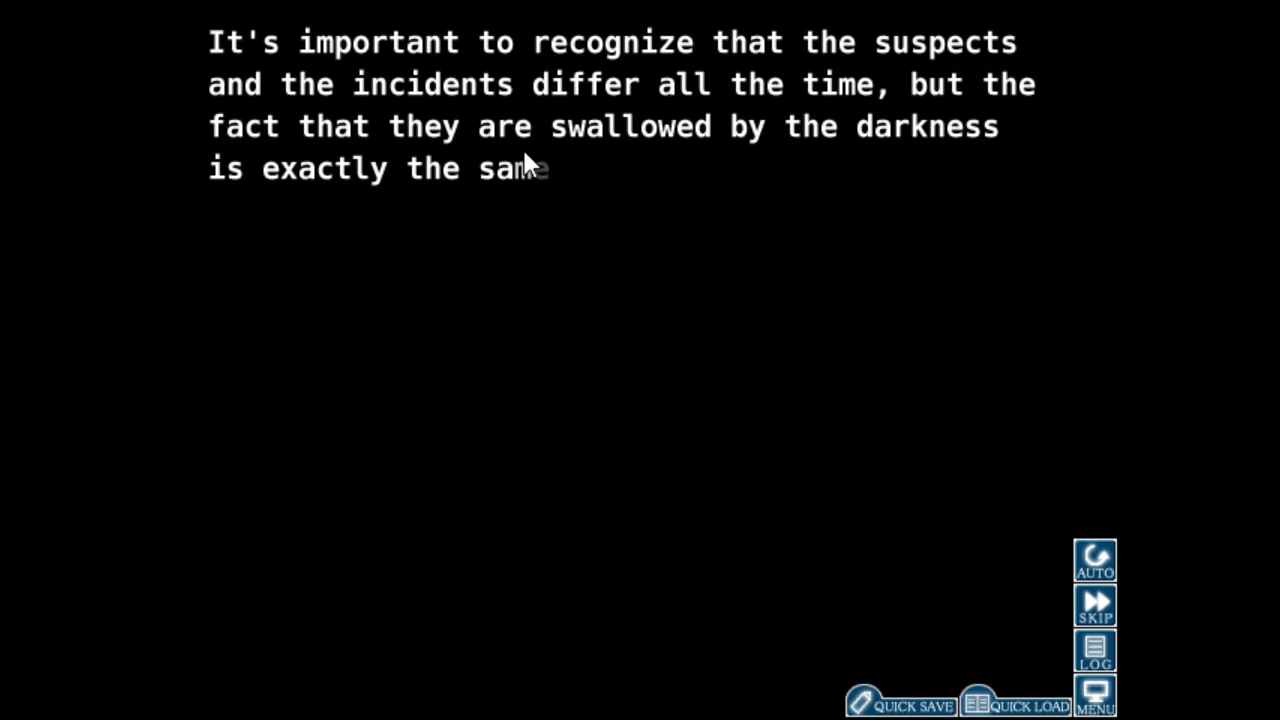 It's important to recognize that the suspects
and the incidents differ all the time, but the
fact that they are swallowed by the darkness
is exactly the same
AUTO
SKIP
LOG
QUICK SAVE
QUICK LOAD
MENU